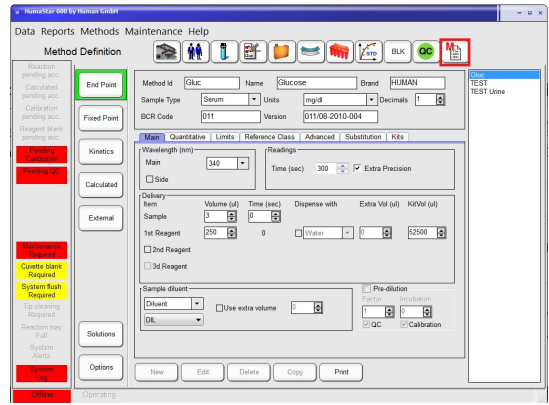 HumaStar 600 by Human GmbH
Data Reports Methods Maintenance Help
Method Definition
STD
BLK
QC
Reaction
pending acc.
Calculated
pending acc.
Calibration
pending acc.
Reagent blank
pending acc.
Pending
Calibration
Pending QC
Maintenance
Required
Cuvette blank
Required
System flush
Required
Tip cleaning
Required
Reaction tray
Full
System
Alerts
System
Log
Offline
Operating
End Point
Fixed Point
Kinetics
Calculated
External
Solutions
Options
Method Id Gluc Name Glucose Brand HUMAN
Sample Type Serum Units mg/dl Decimals 1
BCR Code 011 Version 011/08-2010-004
Main Quantitative Limits Reference Class Advanced Substitution Kits
Wavelength (nm)
Main 340
Side
Readings
Time (sec) 300 Extra Precision
Delivery
Item Volume (ul) Time (sec) Dispense with Extra Vol (ul) KitVol (ul)
Sample 3 0
1st Reagent 250 0 Water 0 52500
2nd Reagent
3d Reagent
Sample diluent
Diluent
DIL
Use extra volume 0
Pre-dilution
Factor Incubation
1 0
QC Calibration
New Edit Delete Copy Print
Gluc
TEST
TEST Urine